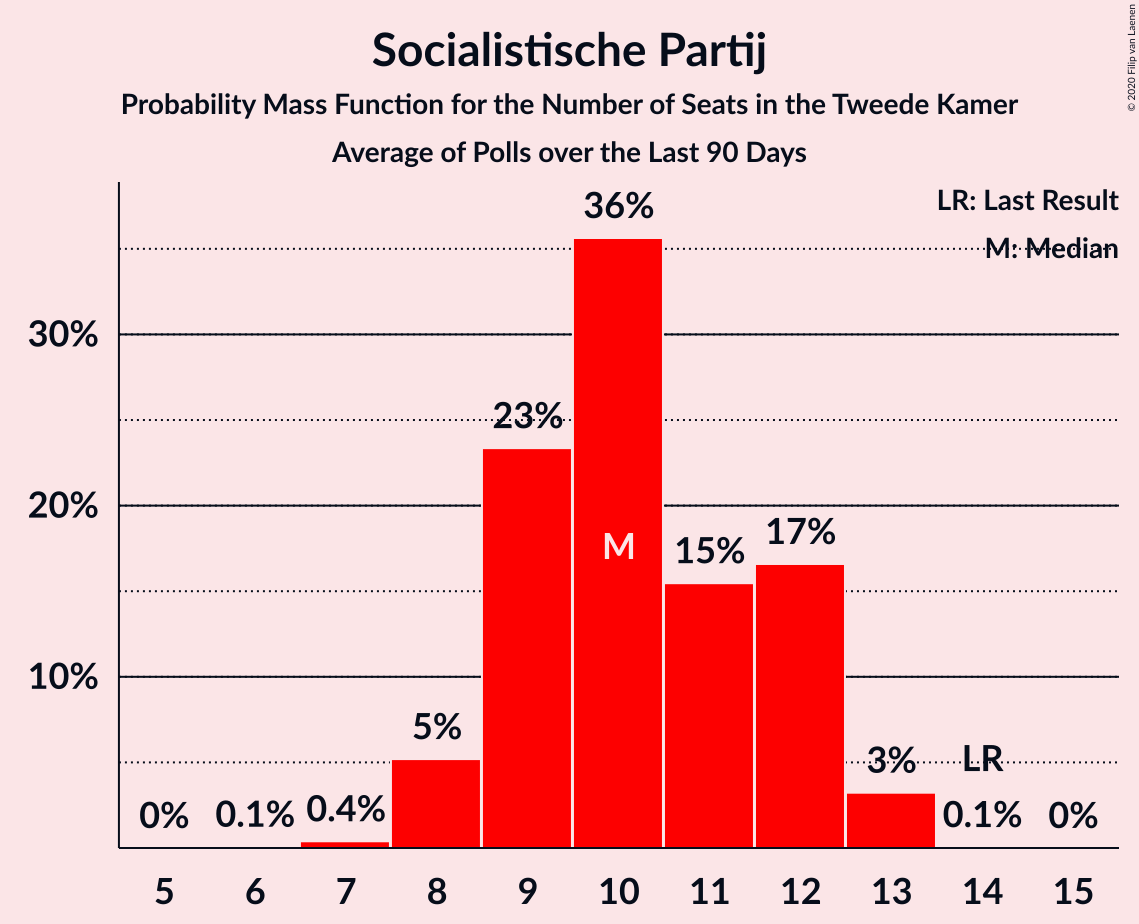 Socialistische Partij
Probability Mass Function for the Number of Seats in the Tweede Kamer
Average of Polls over the Last 90 Days
© 2020 Filip van Laenen
LR: Last Result
M: Median
36%
30%
23%
20%
17%
M
15%
10%
5%
3%
LR
0%
0.1%
0.4%
0.1%
0%
5 6 7 8 9 10 11 12 13 14 15